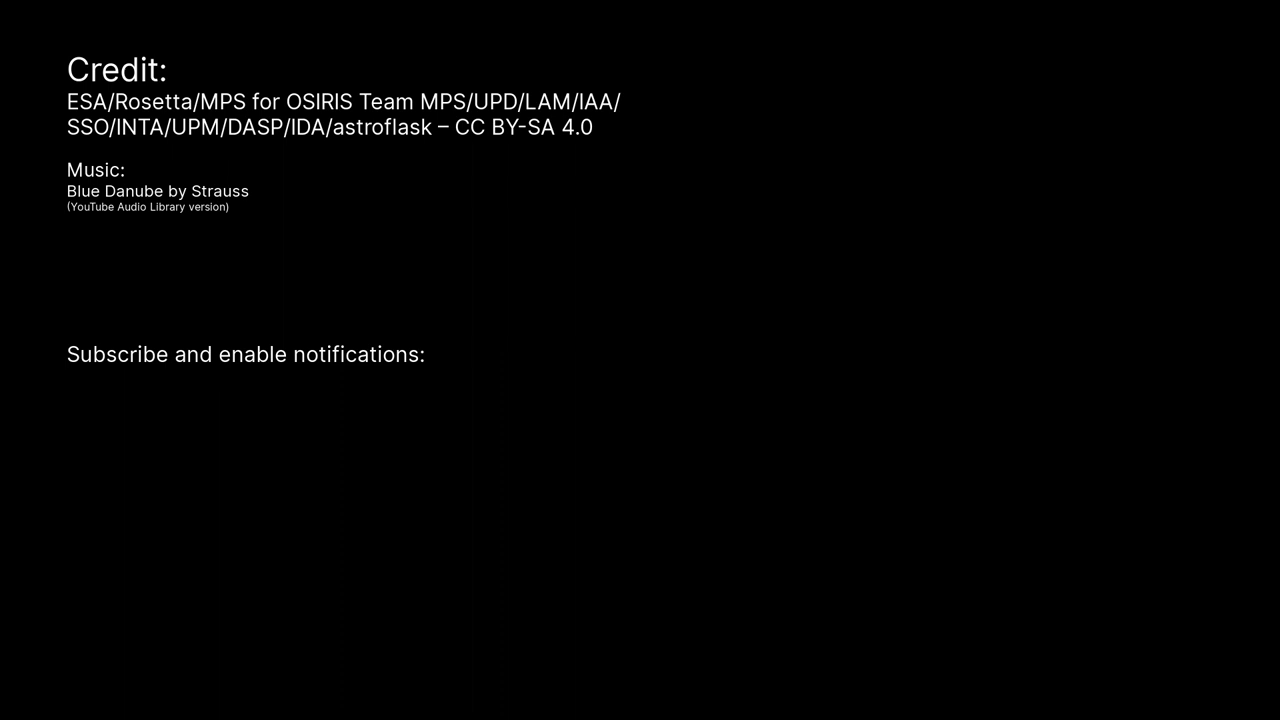 Credit:
ESA/Rosetta/MPS for OSIRIS Team MPS/UPD/LAM/IAA/
SSO/INTA/UPM/DASP/IDA/astroflask – CC BY-SA 4.0
Music:
Blue Danube by Strauss
(YouTube Audio Library version)
Subscribe and enable notifications: